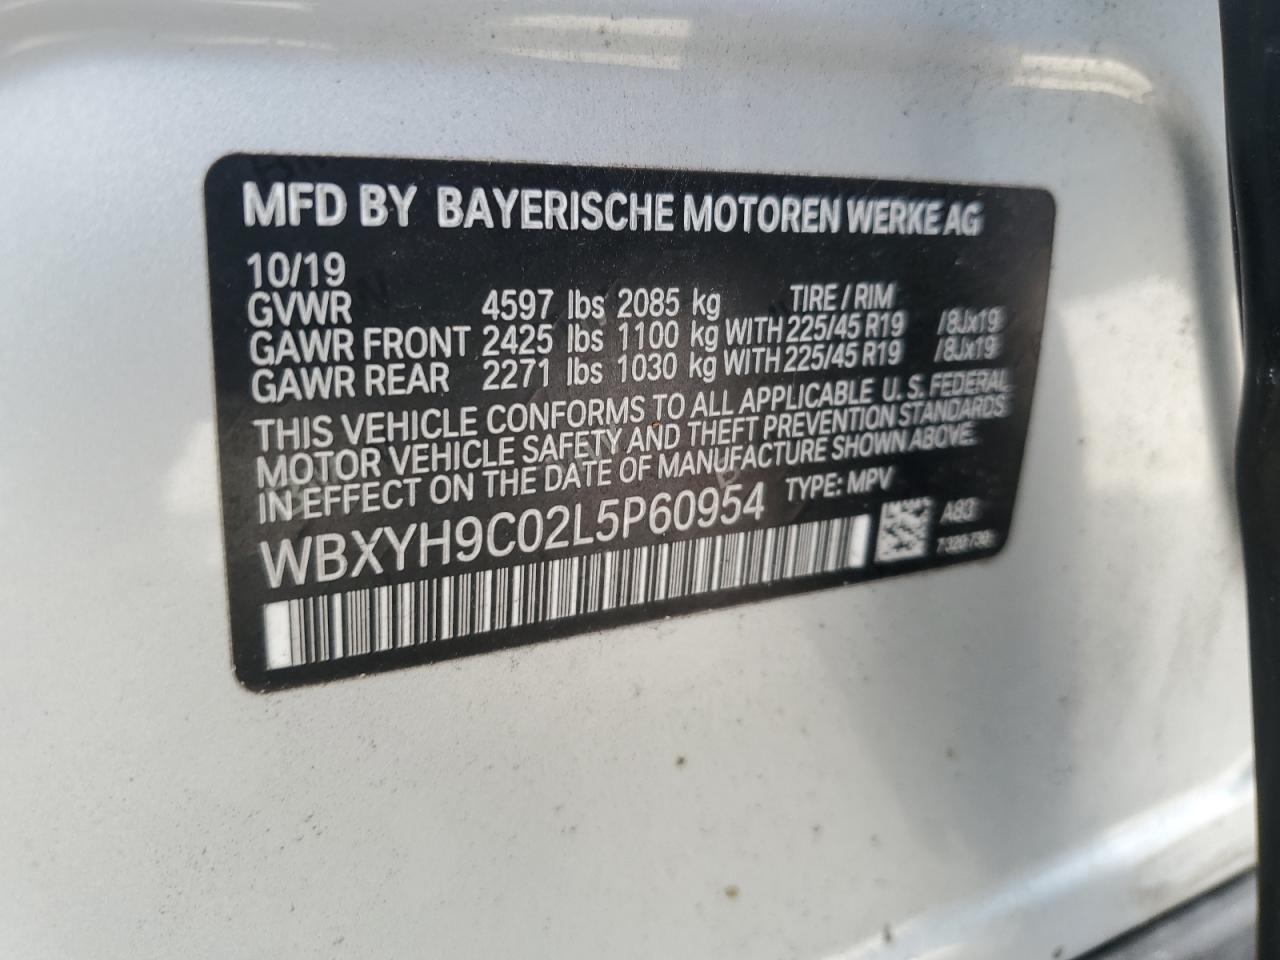 MFD BY BAYERISCHE MOTOREN WERKE AG
10/19
GVWR 4597 lbs 2085 kg TIRE / RIM
GAWR FRONT 2425 lbs 1100 kg WITH 225/45 R19 /8Jx19
GAWR REAR 2271 lbs 1030 kg WITH 225/45 R19 /8Jx19
THIS VEHICLE CONFORMS TO ALL APPLICABLE U.S. FEDERAL
MOTOR VEHICLE SAFETY AND THEFT PREVENTION STANDARDS
IN EFFECT ON THE DATE OF MANUFACTURE SHOWN ABOVE.
WBXYH9C02L5P60954 TYPE: MPV